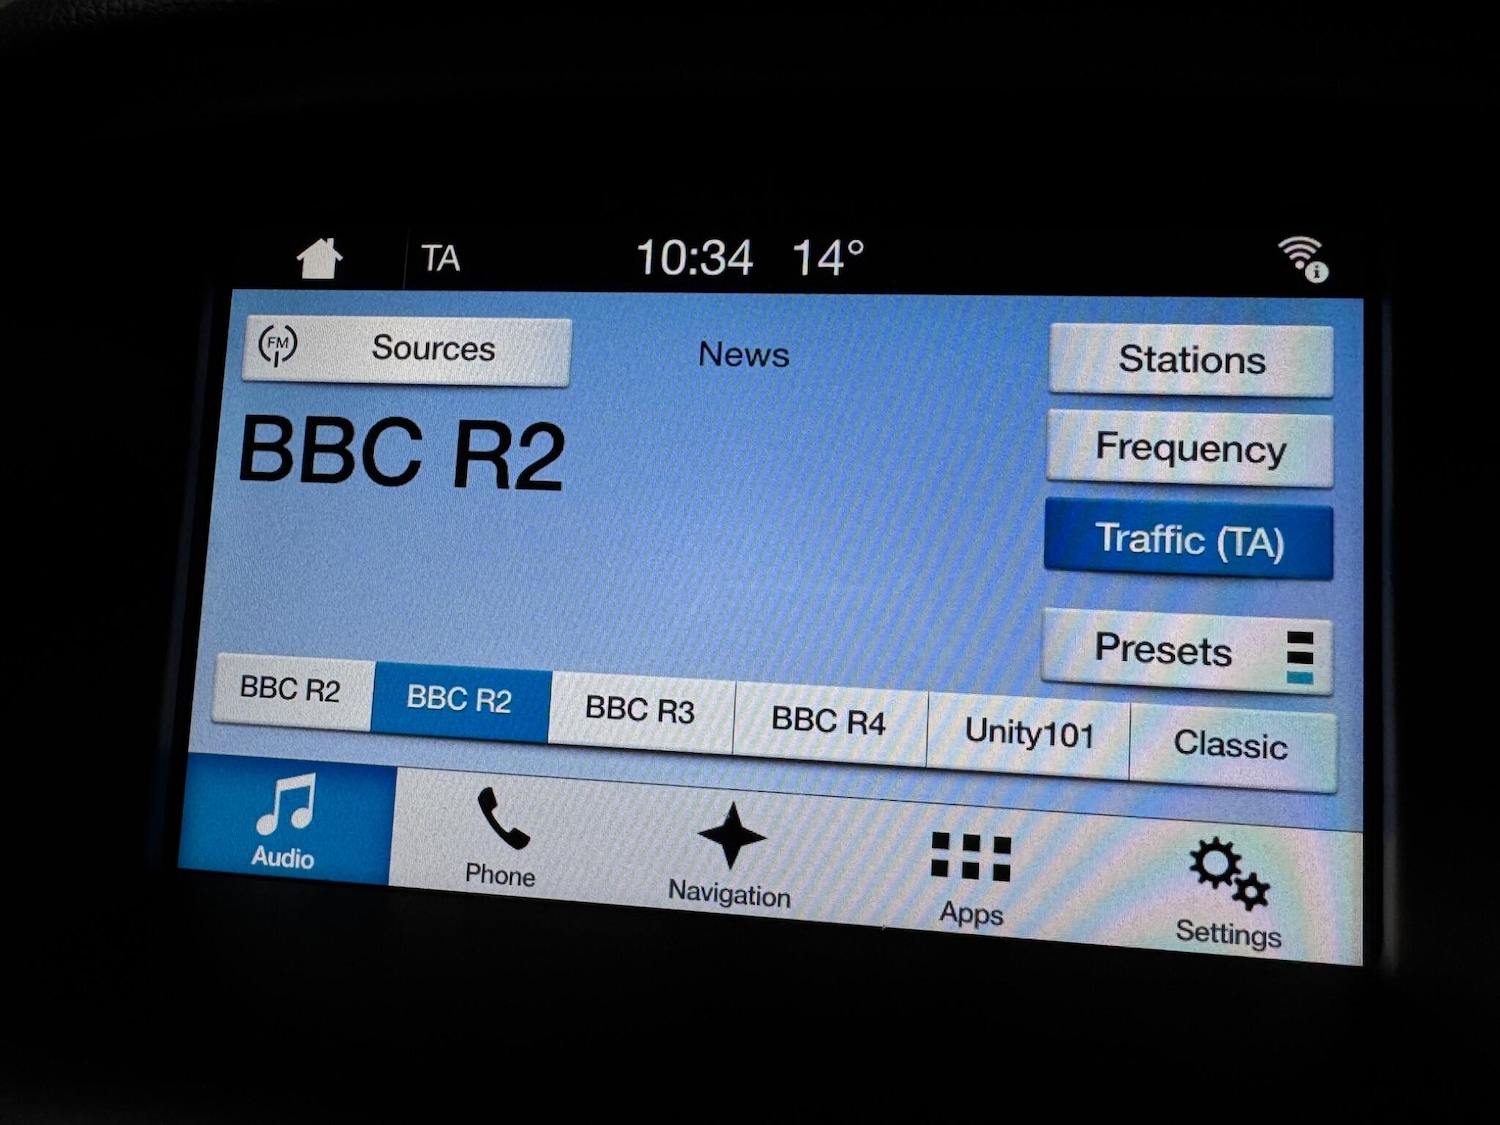 TA 10:34 14°
FM Sources
News
Stations
BBC R2
Frequency
Traffic (TA)
Presets
BBC R2 BBC R2 BBC R3 BBC R4 Unity101 Classic
Audio Phone Navigation Apps Settings